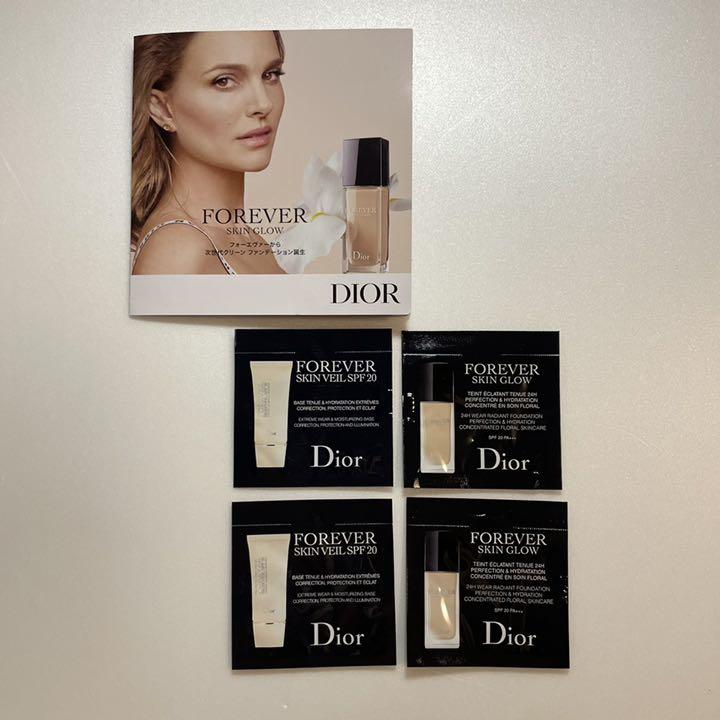 FOREVER
SKIN GLOW
フォーエヴァーから
次世代クリーン ファンデーション誕生
FOREVER
Dior
DIOR
FOREVER
SKIN VEIL SPF 20
BASE TENUE & HYDRATATION EXTRÊMES
CORRECTION, PROTECTION ET ÉCLAT
EXTREME WEAR & MOISTURIZING BASE
CORRECTION, PROTECTION AND ILLUMINATION
Dior
FOREVER
SKIN GLOW
TEINT ÉCLATANT TENUE 24H
PERFECTION & HYDRATATION
CONCENTRÉ EN SOIN FLORAL
24H WEAR RADIANT FOUNDATION
PERFECTION & HYDRATION
CONCENTRATED FLORAL SKINCARE
SPF 20 PA+++
Dior
FOREVER
SKIN VEIL SPF 20
BASE TENUE & HYDRATATION EXTRÊMES
CORRECTION, PROTECTION ET ÉCLAT
EXTREME WEAR & MOISTURIZING BASE
CORRECTION, PROTECTION AND ILLUMINATION
Dior
FOREVER
SKIN GLOW
TEINT ÉCLATANT TENUE 24H
PERFECTION & HYDRATATION
CONCENTRÉ EN SOIN FLORAL
24H WEAR RADIANT FOUNDATION
PERFECTION & HYDRATION
CONCENTRATED FLORAL SKINCARE
SPF 20 PA+++
Dior